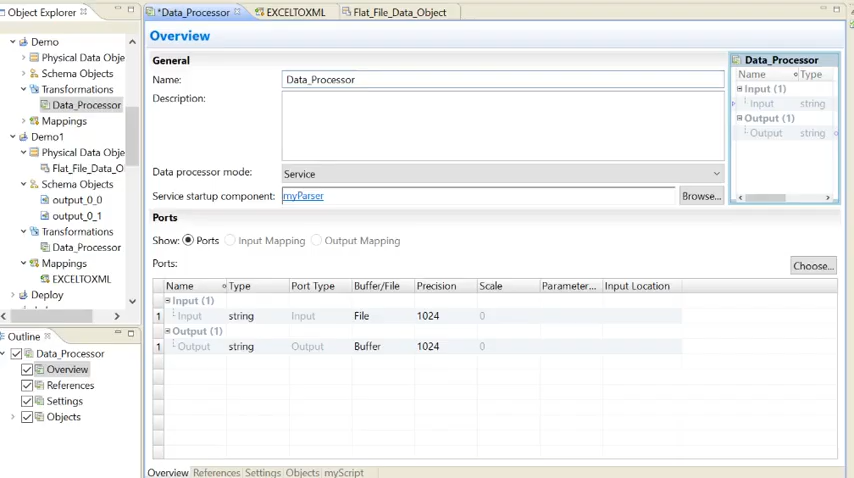 Object Explorer
Demo
Physical Data Obje
Schema Objects
Transformations
Data_Processor
Mappings
Demo1
Physical Data Obje
Flat_File_Data_O
Schema Objects
output_0_0
output_0_1
Transformations
Data_Processor
Mappings
EXCELTOXML
Deploy
Outline
Data_Processor
Overview
References
Settings
Objects
*Data_Processor EXCELTOXML Flat_File_Data_Object
Overview
General
Name: Data_Processor
Description:
Data processor mode: Service
Service startup component: myParser Browse...
Data_Processor
Name Type
Input (1)
Input string
Output (1)
Output string
Ports
Show: Ports Input Mapping Output Mapping
Ports: Choose...
Name Type Port Type Buffer/File Precision Scale Parameter... Input Location
Input (1)
1 Input string Input File 1024 0
Output (1)
1 Output string Output Buffer 1024 0
Overview References Settings Objects myScript